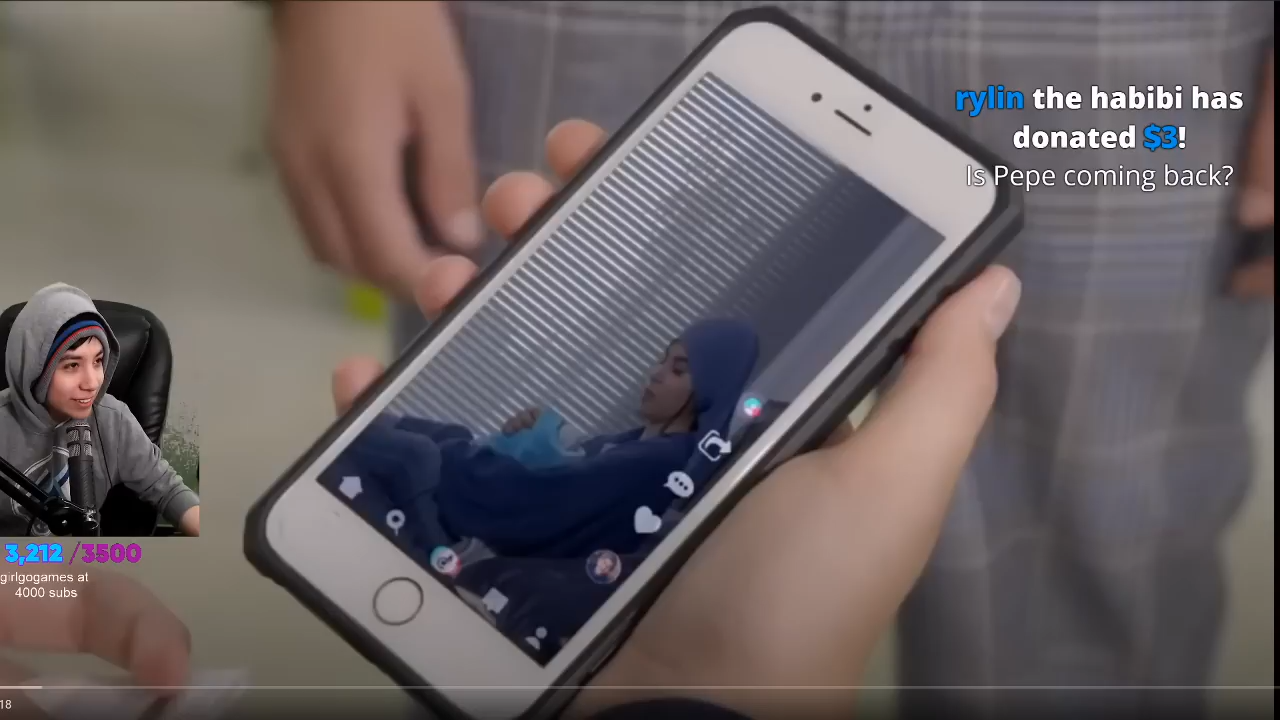 rylin the habibi has
donated $3!
Is Pepe coming back?
3,212 /3500
girlgogames at
4000 subs
18